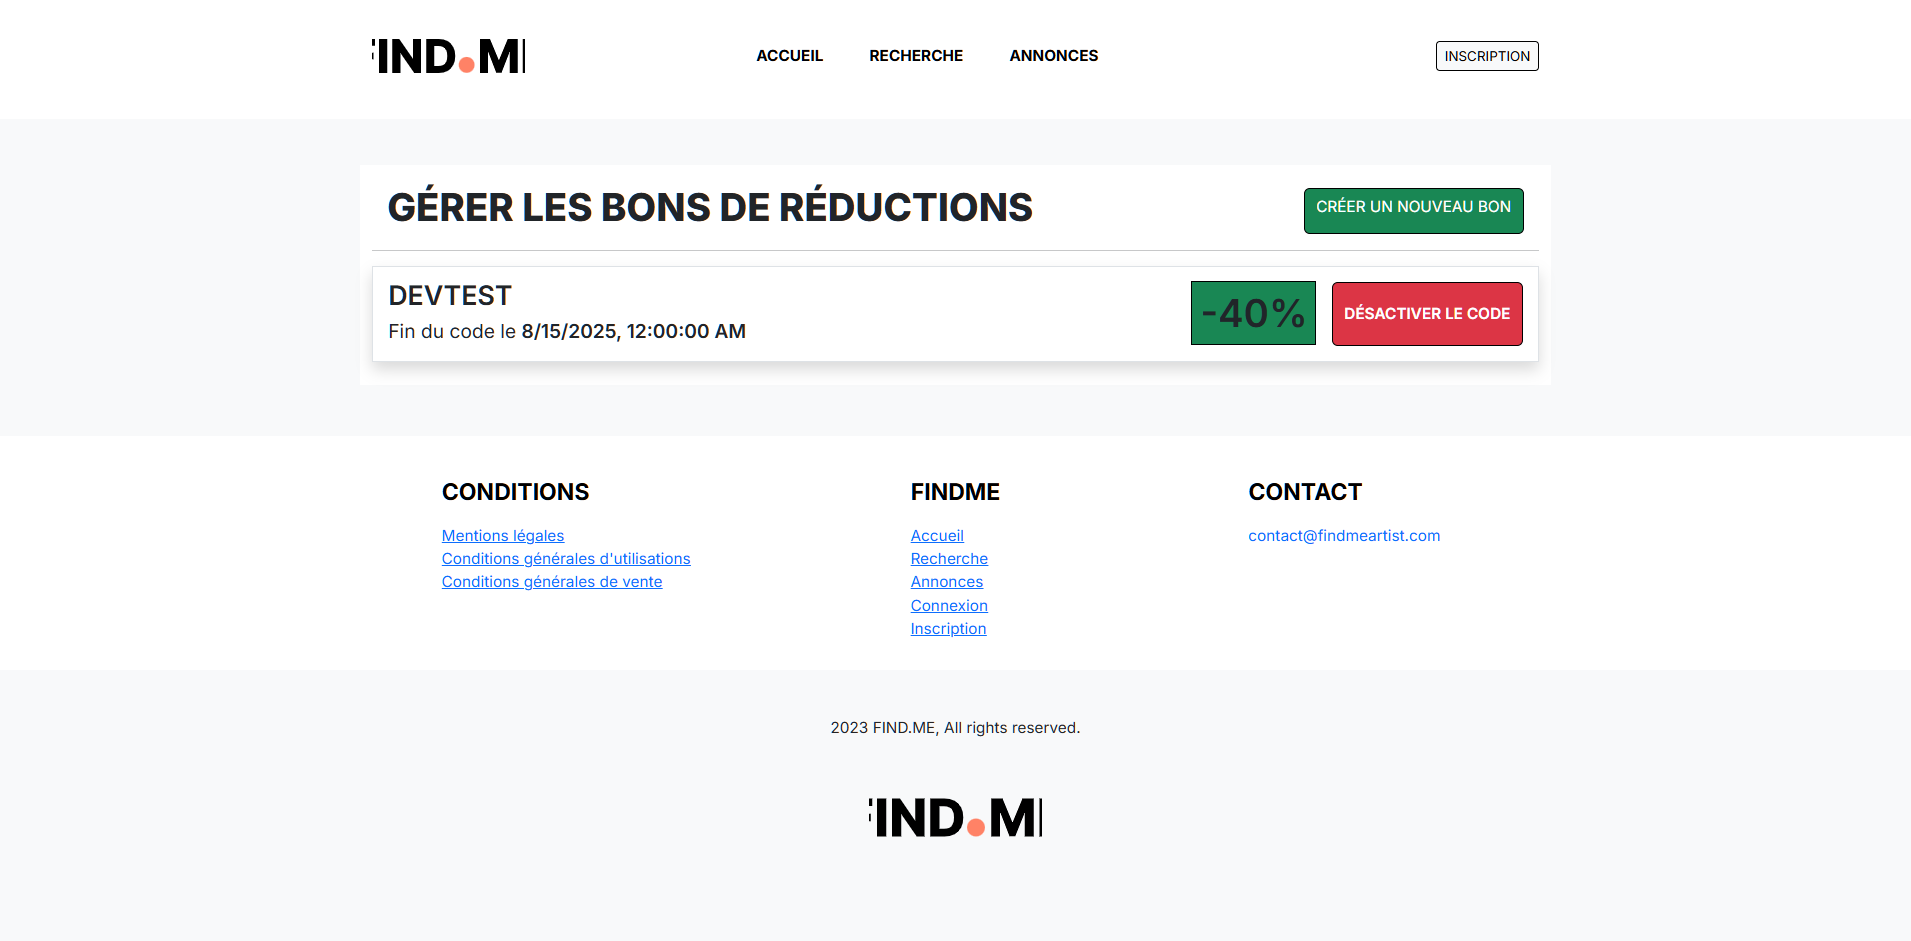 FIND.ME
ACCUEIL RECHERCHE ANNONCES
INSCRIPTION
GÉRER LES BONS DE RÉDUCTIONS
CRÉER UN NOUVEAU BON
DEVTEST
Fin du code le 8/15/2025, 12:00:00 AM
-40%
DÉSACTIVER LE CODE
CONDITIONS
Mentions légales
Conditions générales d'utilisations
Conditions générales de vente
FINDME
Accueil
Recherche
Annonces
Connexion
Inscription
CONTACT
contact@findmeartist.com
2023 FIND.ME, All rights reserved.
FIND.ME